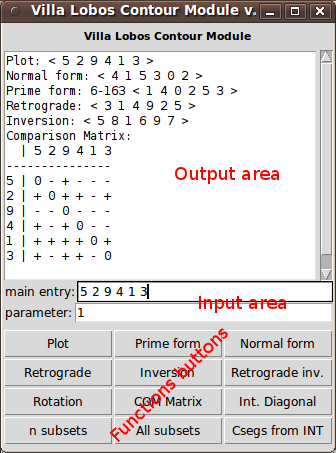 Villa Lobos Contour Module v.
Villa Lobos Contour Module
Plot: < 5 2 9 4 1 3 >
Normal form: < 4 1 5 3 0 2 >
Prime form: 6-163 < 1 4 0 2 5 3 >
Retrograde: < 3 1 4 9 2 5 >
Inversion: < 5 8 1 6 9 7 >
Comparison Matrix:
| 5 2 9 4 1 3
---------------
5 | 0 - + - - -
2 | + 0 + + - +
9 | - - 0 - - -
4 | + - + 0 - -
1 | + + + + 0 +
3 | + - + + - 0
Output area
main entry: 5 2 9 4 1 3
Input area
parameter: 1
Functions buttons
Plot
Prime form
Normal form
Retrograde
Inversion
Retrograde inv.
Rotation
COM Matrix
Int. Diagonal
n subsets
All subsets
Csegs from INT